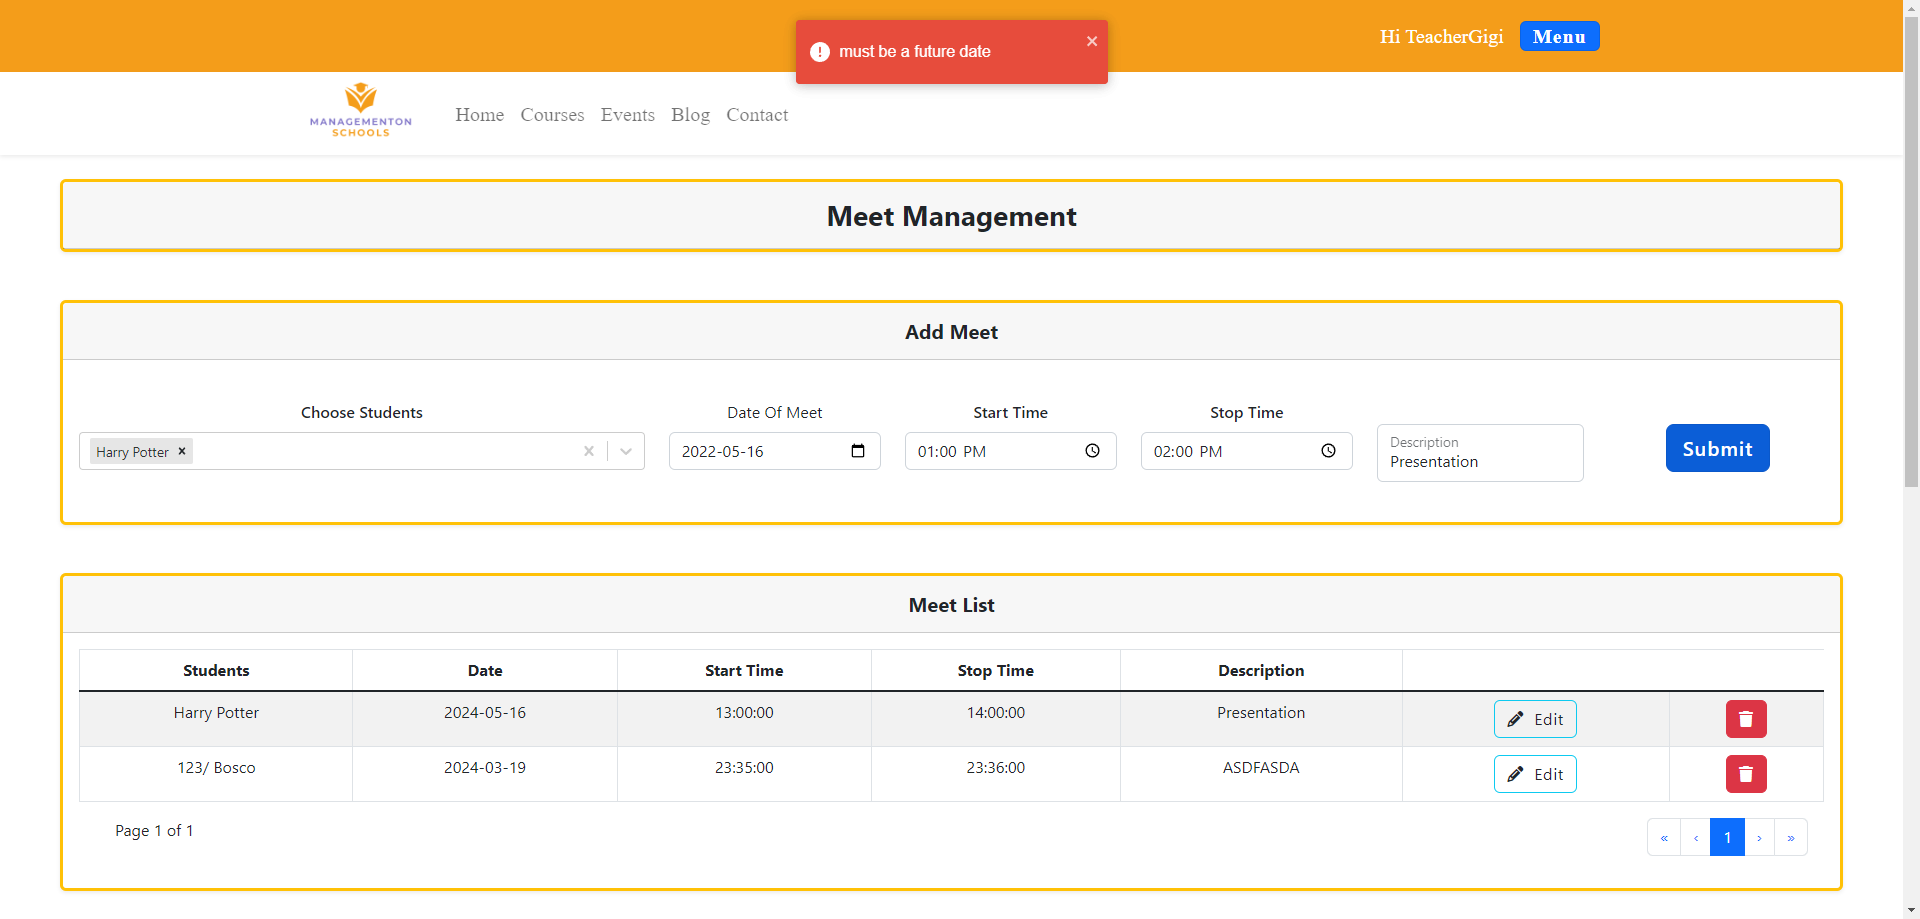 must be a future date
Hi TeacherGigi
Menu
MANAGEMENTON
SCHOOLS
Home Courses Events Blog Contact
Meet Management
Add Meet
Choose Students Date Of Meet Start Time Stop Time
Harry Potter 2022-05-16 01:00 PM 02:00 PM
Description
Presentation
Submit
Meet List
Students Date Start Time Stop Time Description
Harry Potter 2024-05-16 13:00:00 14:00:00 Presentation Edit
123/ Bosco 2024-03-19 23:35:00 23:36:00 ASDFASDA Edit
Page 1 of 1
« ‹ 1 › »